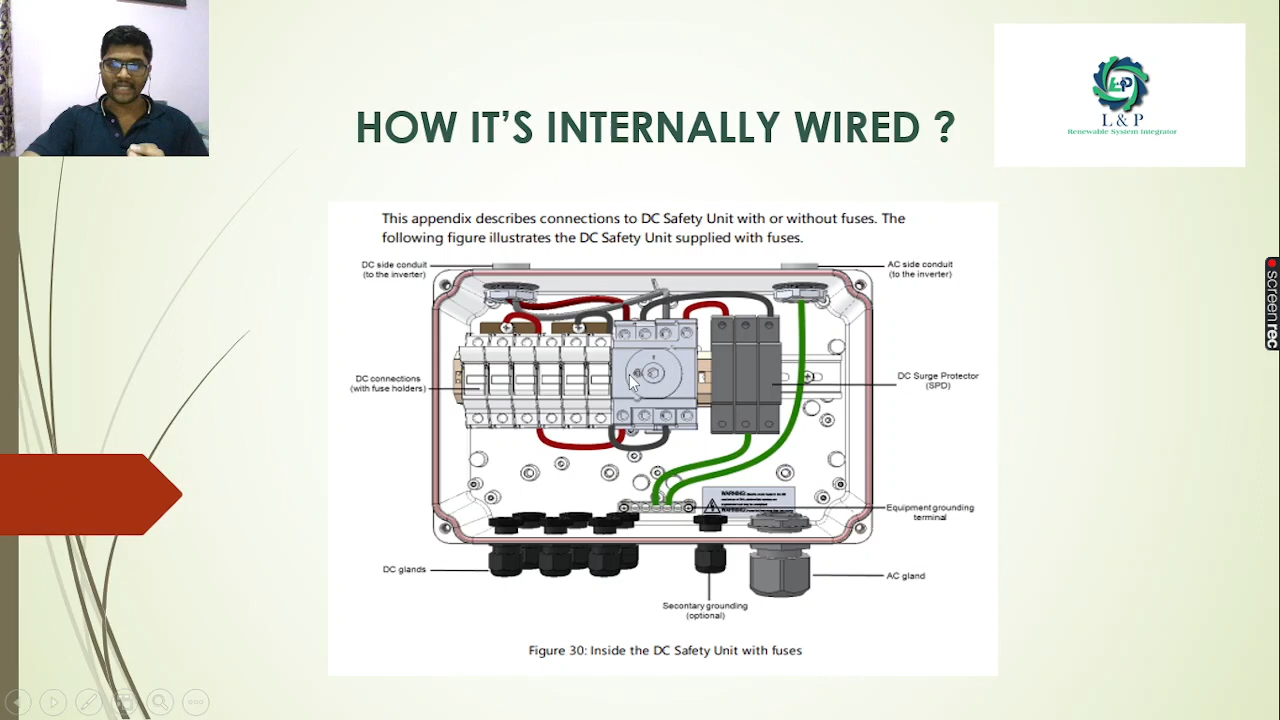 HOW IT’S INTERNALLY WIRED ?
L & P
Renewable System Integrator
This appendix describes connections to DC Safety Unit with or without fuses. The
following figure illustrates the DC Safety Unit supplied with fuses.
DC side conduit
(to the inverter)
AC side conduit
(to the inverter)
DC connections
(with fuse holders)
DC Surge Protector
(SPD)
WARNING:
Equipment grounding
terminal
DC glands
AC gland
Secontary grounding
(optional)
Figure 30: Inside the DC Safety Unit with fuses
screenrec